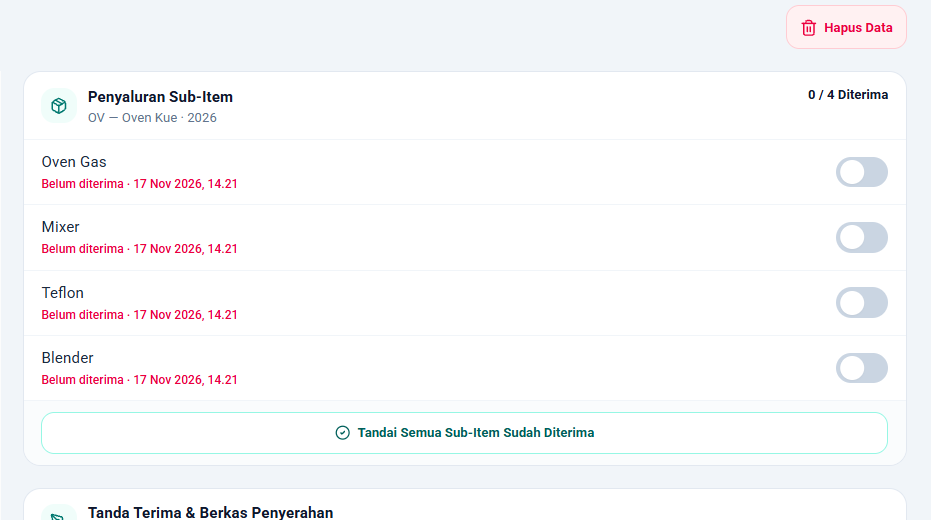 Hapus Data
Penyaluran Sub-Item
0 / 4 Diterima
OV — Oven Kue · 2026
Oven Gas
Belum diterima · 17 Nov 2026, 14.21
Mixer
Belum diterima · 17 Nov 2026, 14.21
Teflon
Belum diterima · 17 Nov 2026, 14.21
Blender
Belum diterima · 17 Nov 2026, 14.21
Tandai Semua Sub-Item Sudah Diterima
Tanda Terima & Berkas Penyerahan